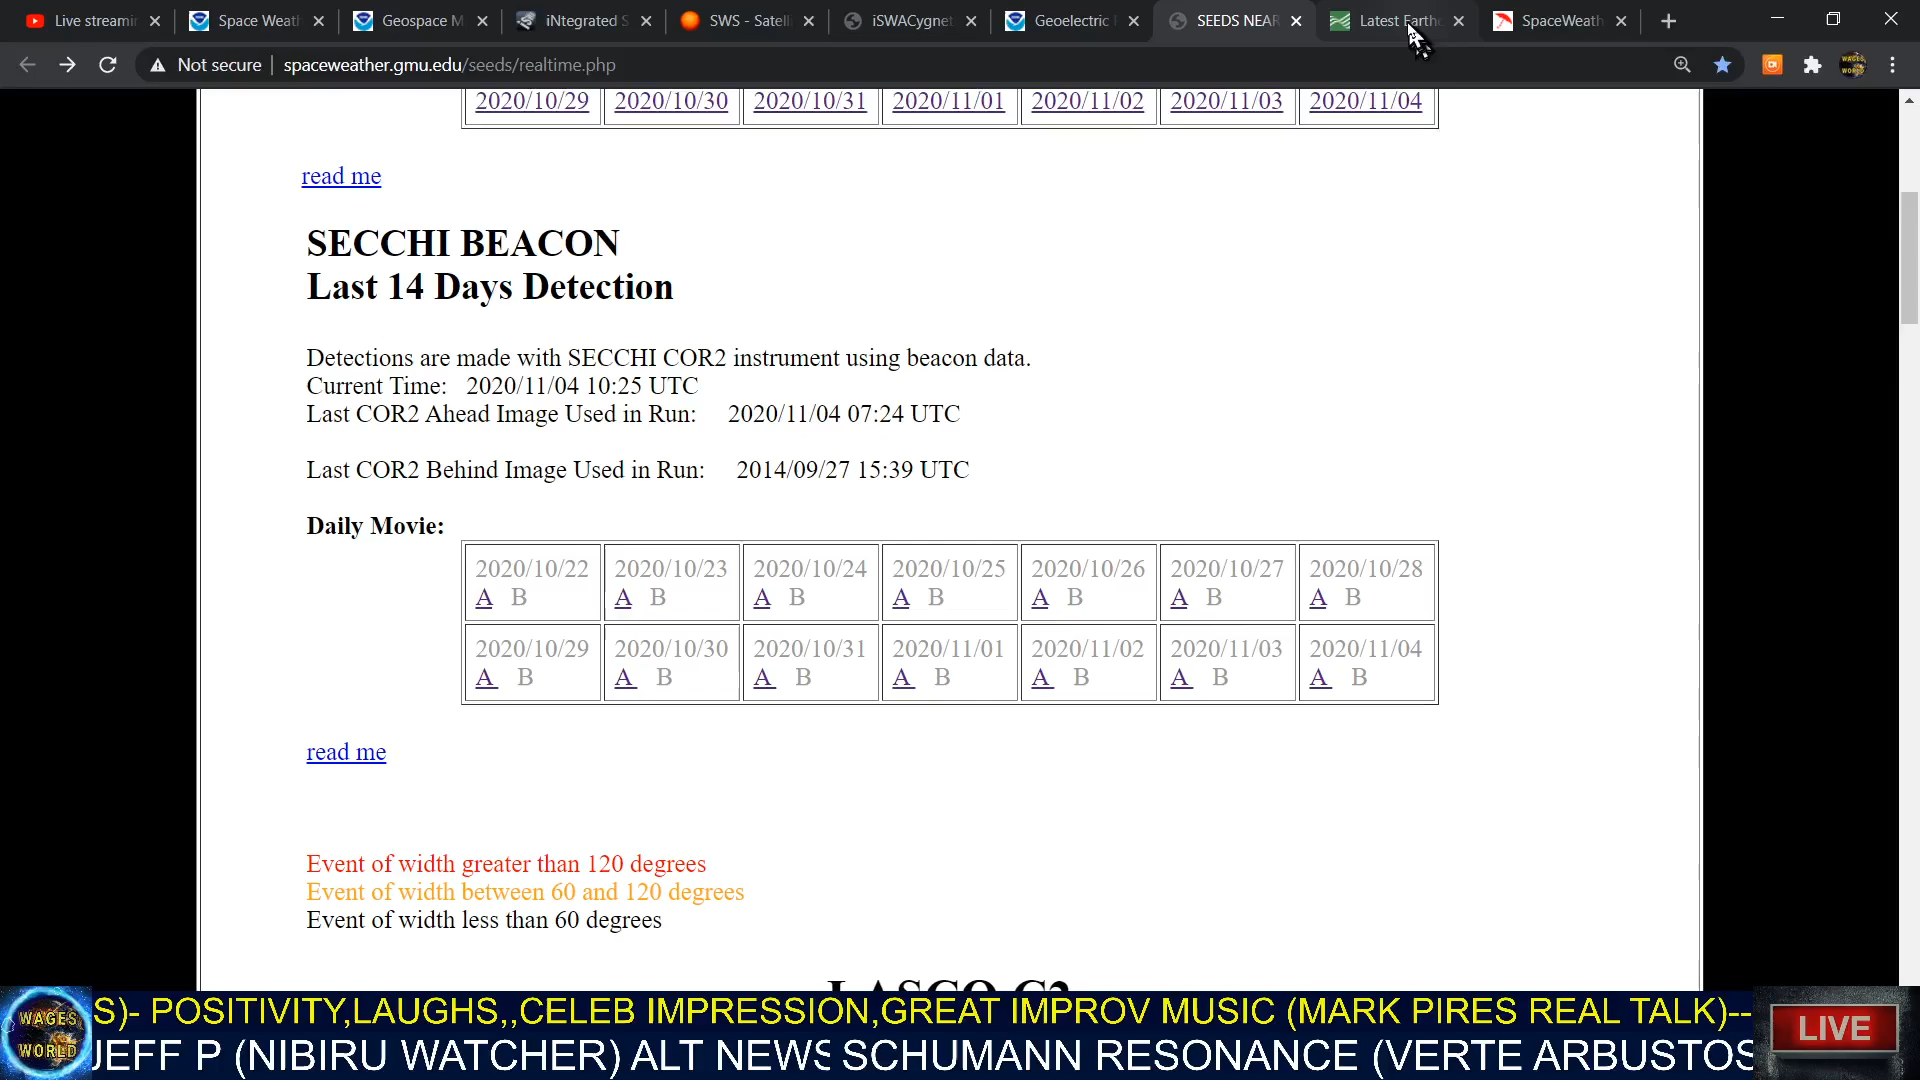 Live streamin
Space Weath
Geospace M
iNtegrated S
SWS - Satelli
iSWACygnet
Geoelectric
SEEDS NEAR
Latest Earth
SpaceWeath
Not secure
spaceweather.gmu.edu/seeds/realtime.php
WAGES
WORLD
2020/10/29 2020/10/30 2020/10/31 2020/11/01 2020/11/02 2020/11/03 2020/11/04
read me
SECCHI BEACON
Last 14 Days Detection
Detections are made with SECCHI COR2 instrument using beacon data.
Current Time: 2020/11/04 10:25 UTC
Last COR2 Ahead Image Used in Run: 2020/11/04 07:24 UTC
Last COR2 Behind Image Used in Run: 2014/09/27 15:39 UTC
Daily Movie:
2020/10/22 2020/10/23 2020/10/24 2020/10/25 2020/10/26 2020/10/27 2020/10/28
A B A B A B A B A B A B A B
2020/10/29 2020/10/30 2020/10/31 2020/11/01 2020/11/02 2020/11/03 2020/11/04
A B A B A B A B A B A B A B
read me
Event of width greater than 120 degrees
Event of width between 60 and 120 degrees
Event of width less than 60 degrees
LASCO C2
S)- POSITIVITY,LAUGHS,,CELEB IMPRESSION,GREAT IMPROV MUSIC (MARK PIRES REAL TALK)--
JEFF P (NIBIRU WATCHER) ALT NEWS SCHUMANN RESONANCE (VERTE ARBUSTOS
WAGES
WORLD
LIVE